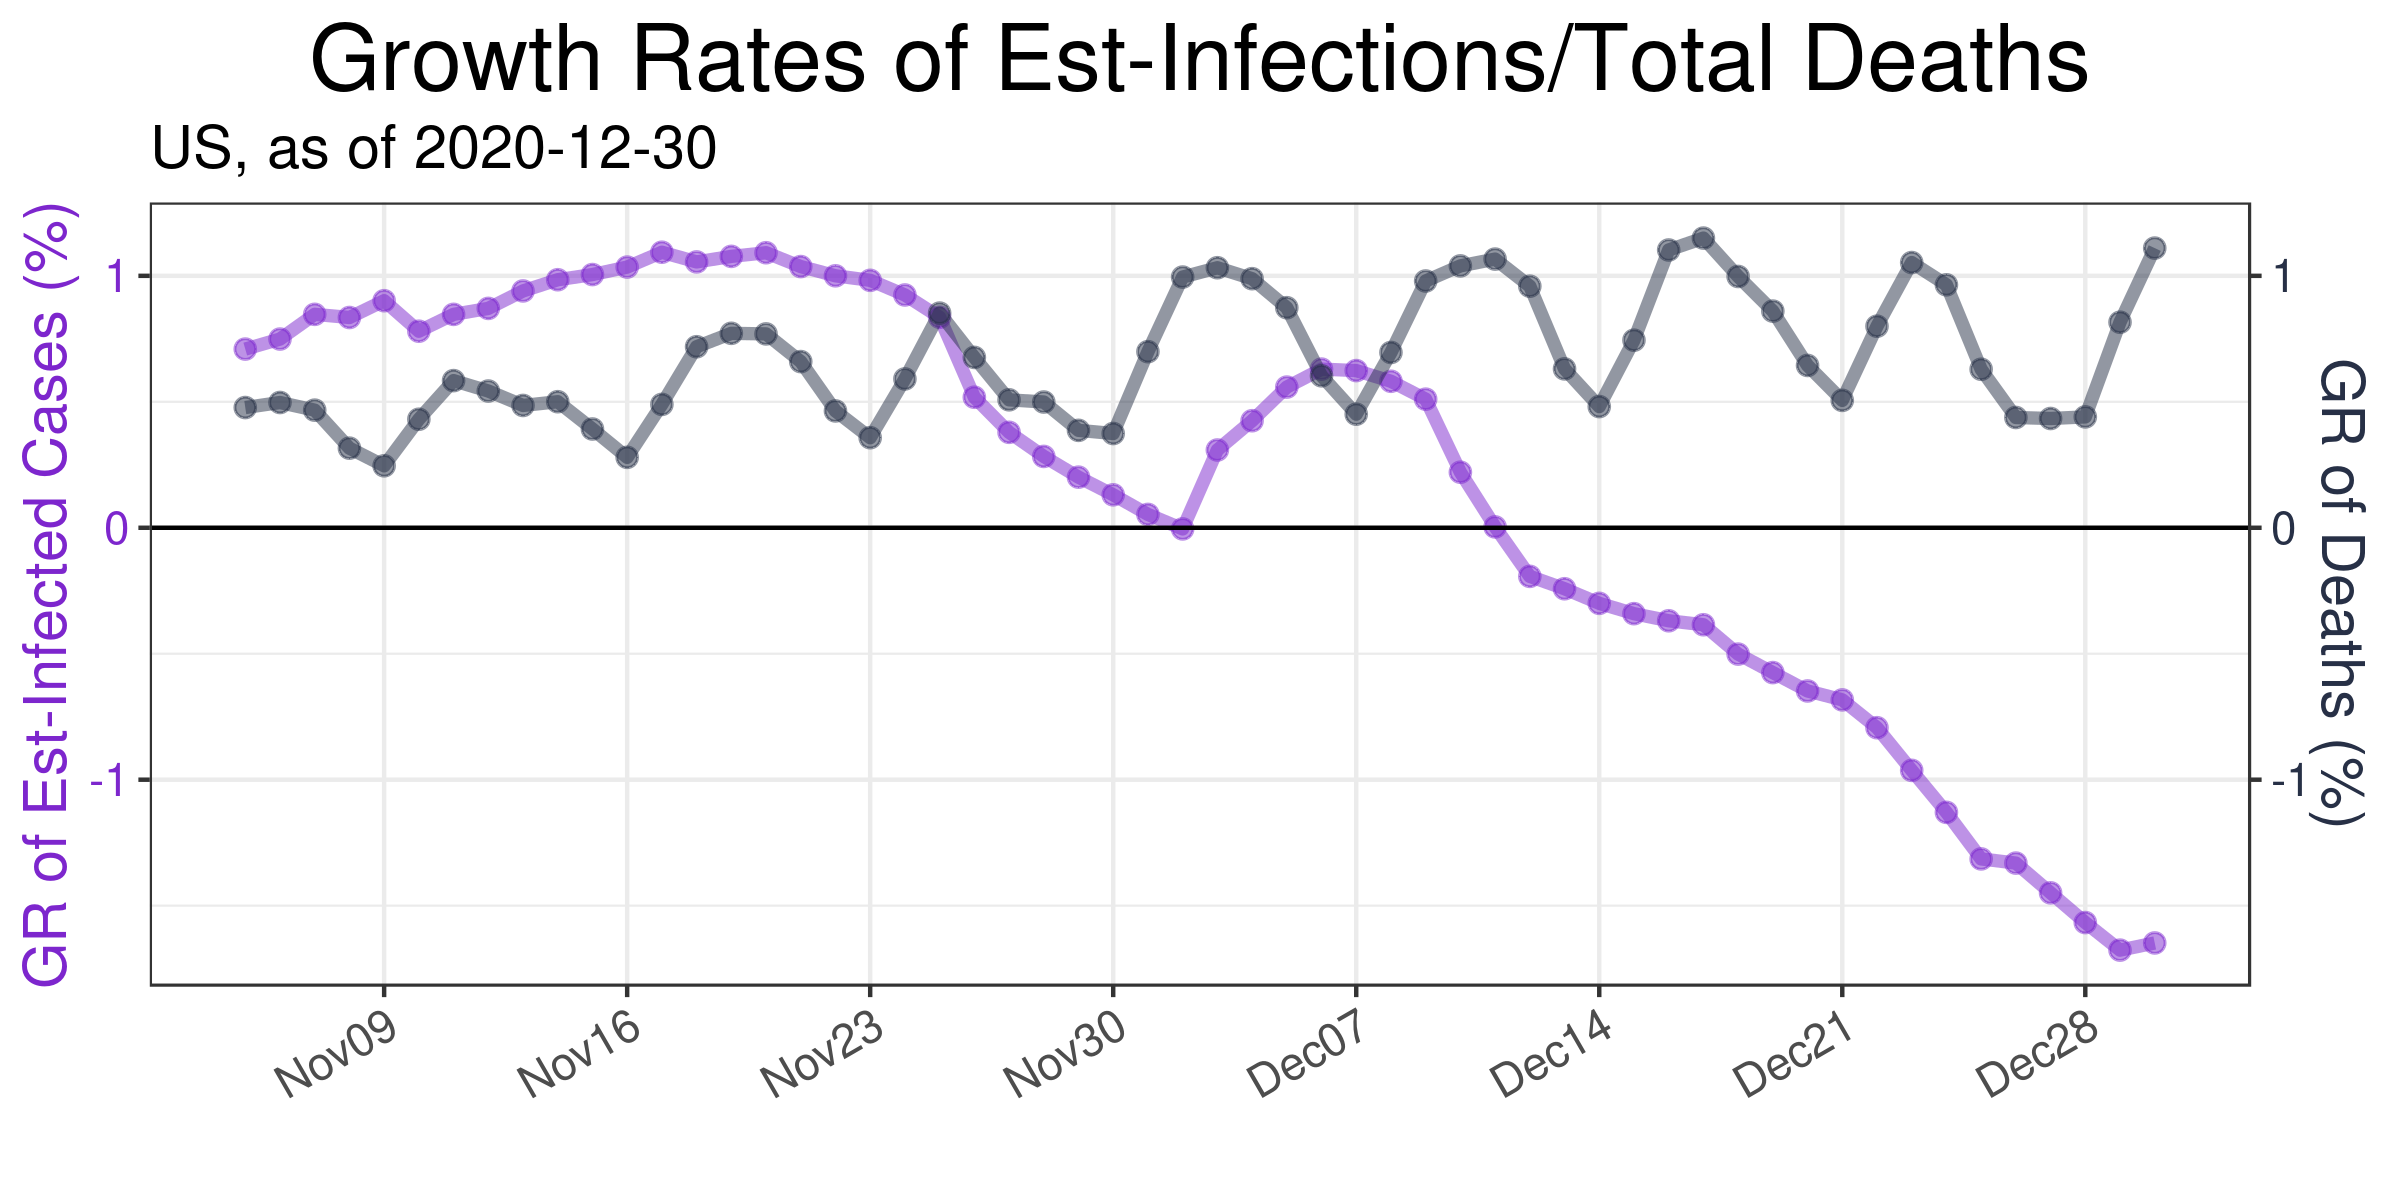 Growth Rates of Est-Infections/Total Deaths
US, as of 2020-12-30
GR of Est-Infected Cases (%)
1
0
-1
1
0
-1
GR of Deaths (%)
Nov09
Nov16
Nov23
Nov30
Dec07
Dec14
Dec21
Dec28